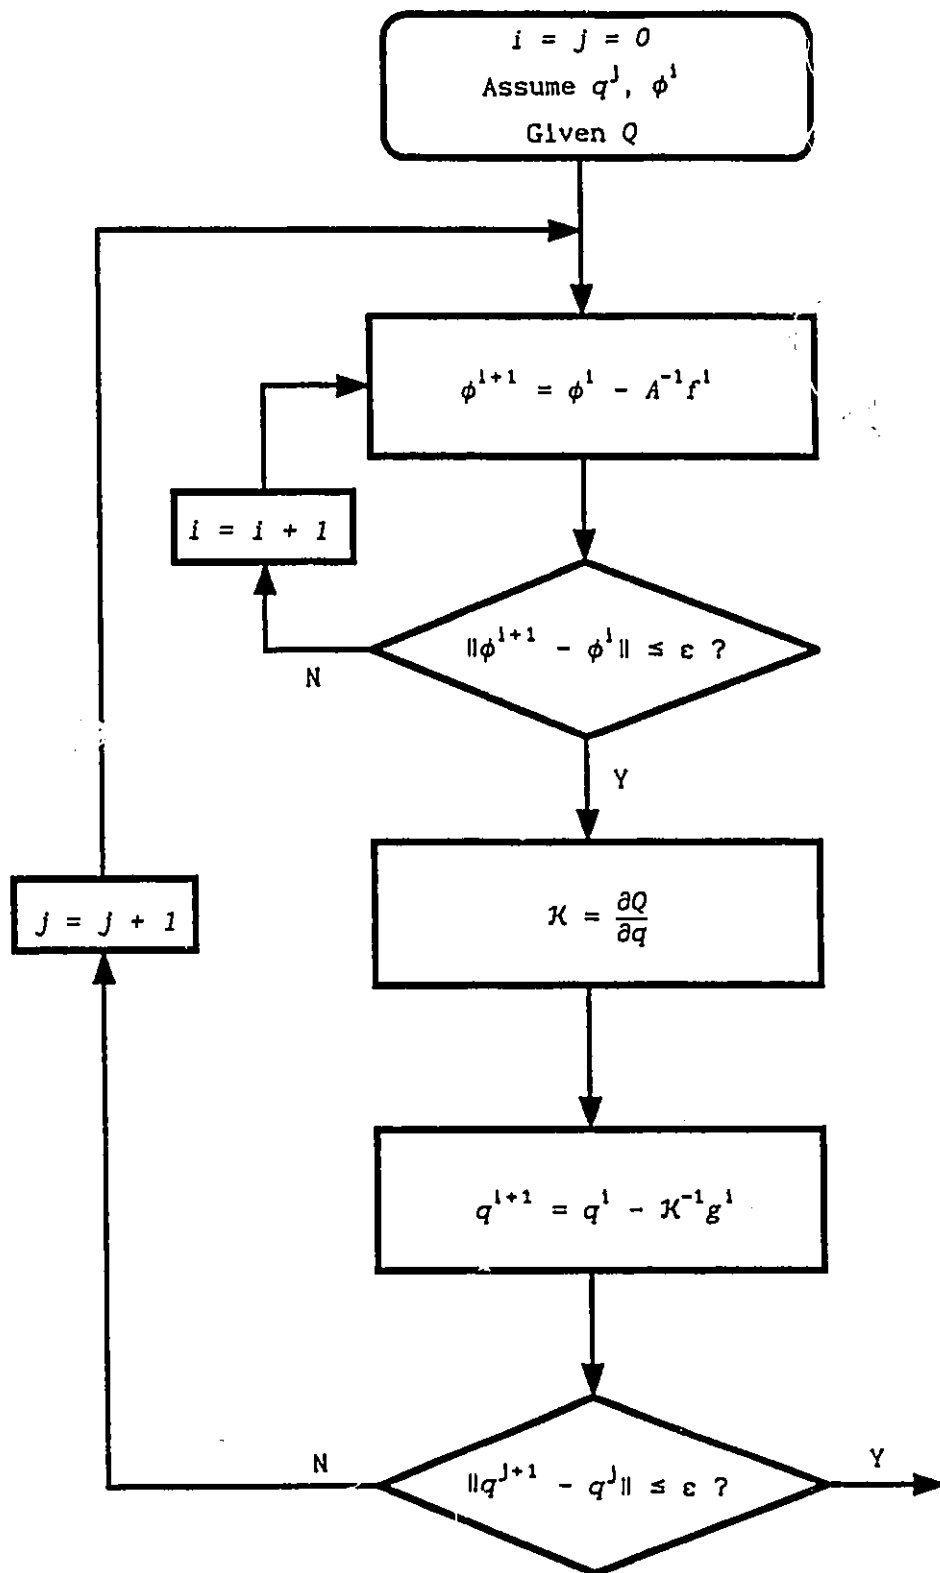 i = j = 0
Assume q^j, ϕ^i
Given Q
ϕ^{i+1} = ϕ^i - A^{-1}f^i
i = i + 1
‖ϕ^{i+1} - ϕ^i‖ ≤ ε ?
N
Y
𝒦 = ∂Q/∂q
j = j + 1
q^{i+1} = q^i - 𝒦^{-1}g^i
‖q^{j+1} - q^j‖ ≤ ε ?
N
Y